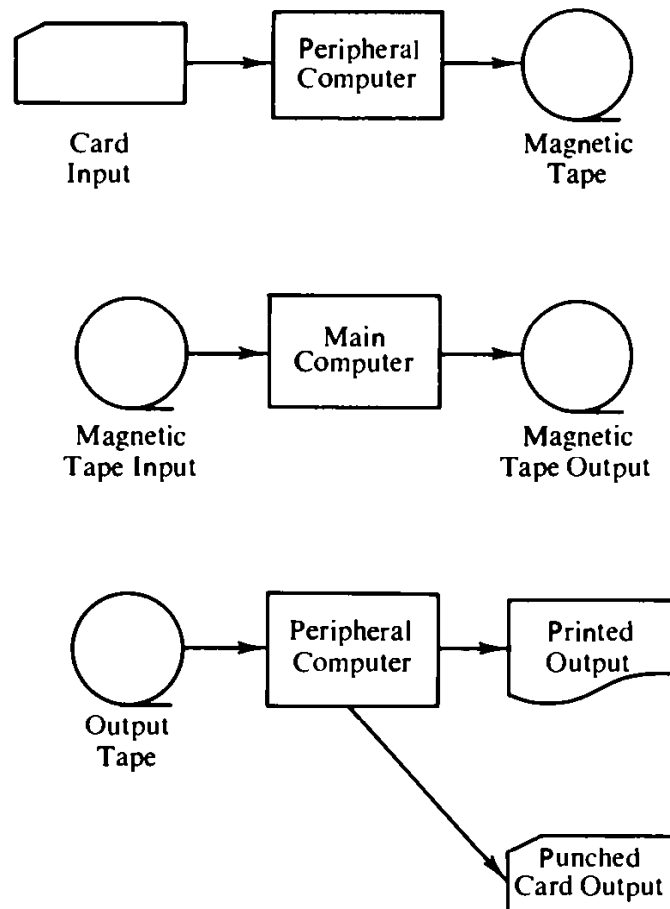 Peripheral
Computer
Card
Input
Magnetic
Tape
Main
Computer
Magnetic
Tape Input
Magnetic
Tape Output
Peripheral
Computer
Printed
Output
Output
Tape
Punched
Card Output